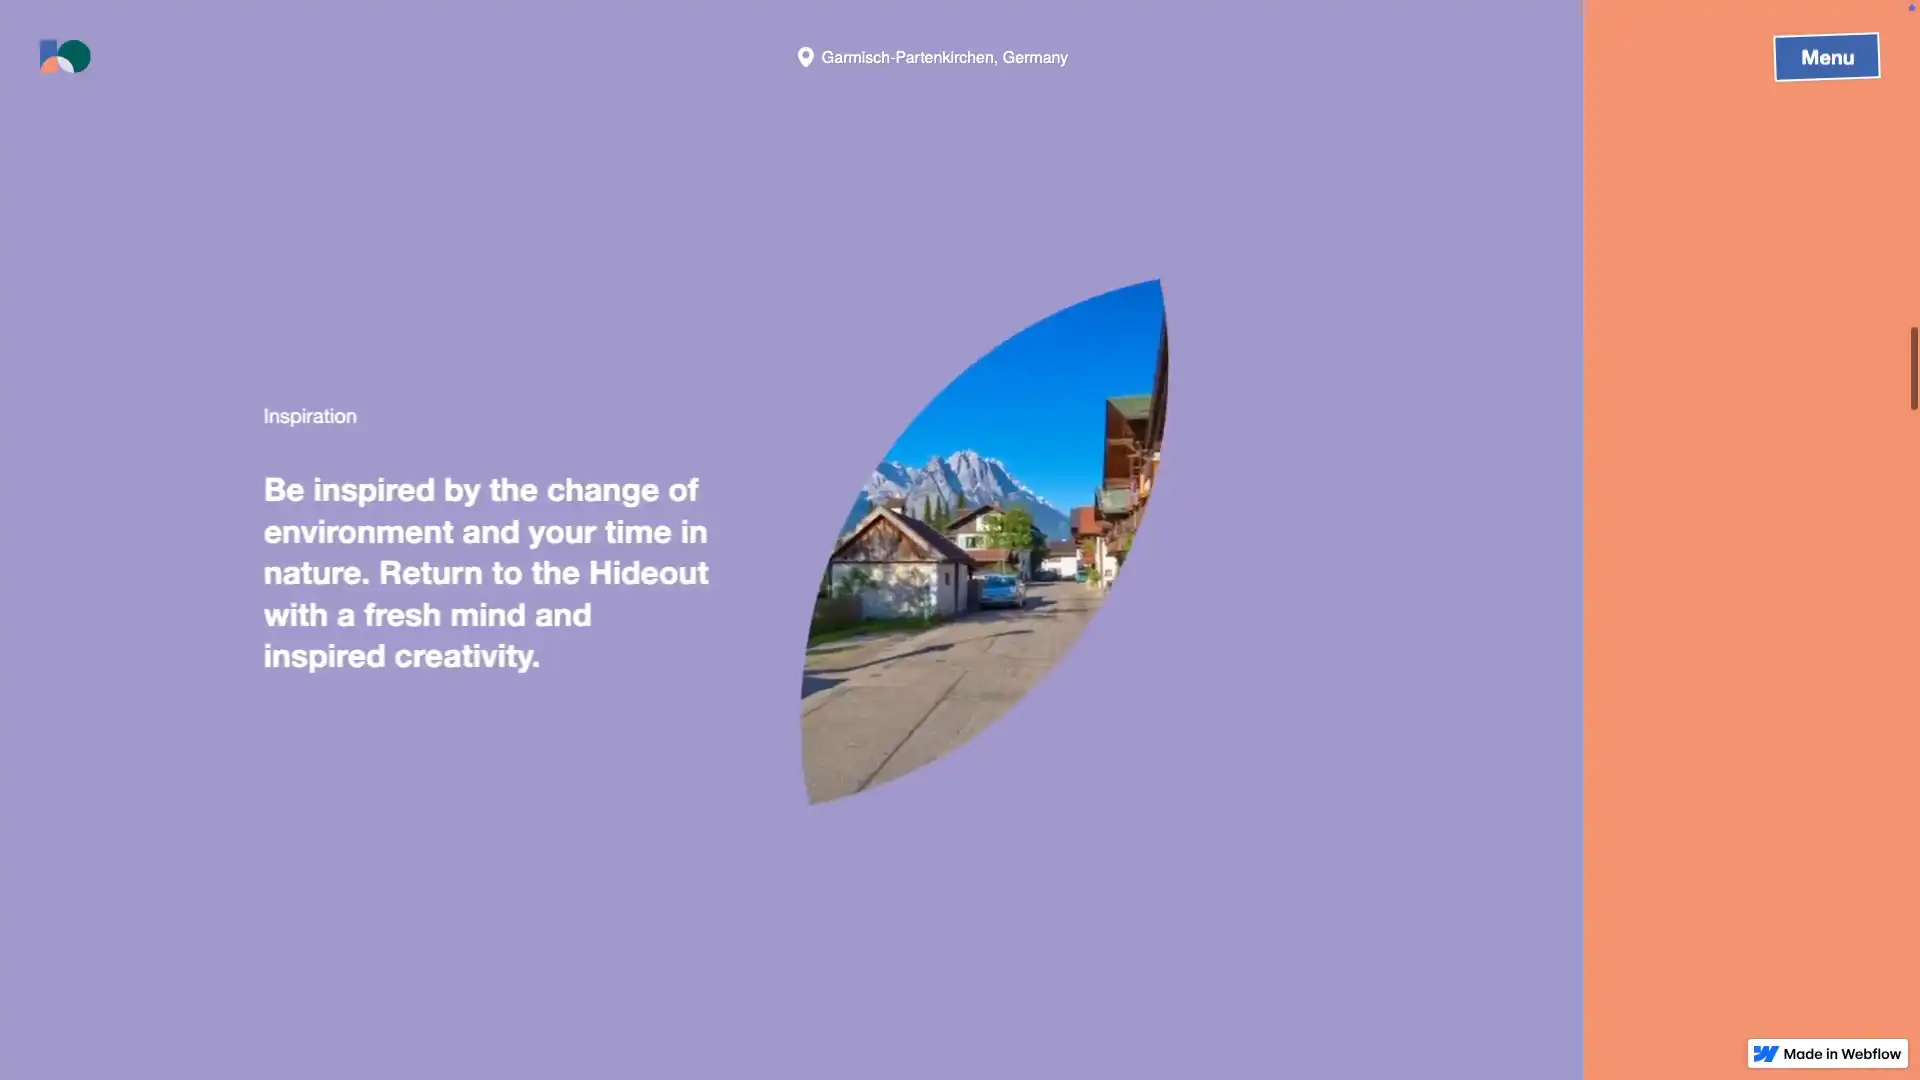 Garmisch-Partenkirchen, Germany
Menu
Inspiration
Be inspired by the change of
environment and your time in
nature. Return to the Hideout
with a fresh mind and
inspired creativity.
Made in Webflow